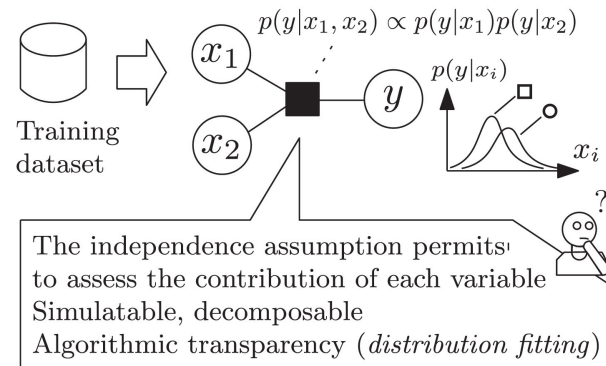 p(y|x₁, x₂) ∝ p(y|x₁)p(y|x₂)
x₁
x₂
y
p(y|xᵢ)
xᵢ
Training
dataset
?
The independence assumption permits
to assess the contribution of each variable
Simulatable, decomposable
Algorithmic transparency (distribution fitting)